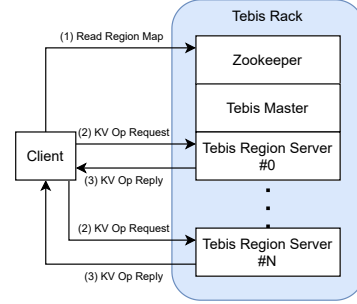 Tebis Rack
(1) Read Region Map
Zookeeper
Tebis Master
(2) KV Op Request
Client
Tebis Region Server
#0
(3) KV Op Reply
(2) KV Op Request
Tebis Region Server
#N
(3) KV Op Reply